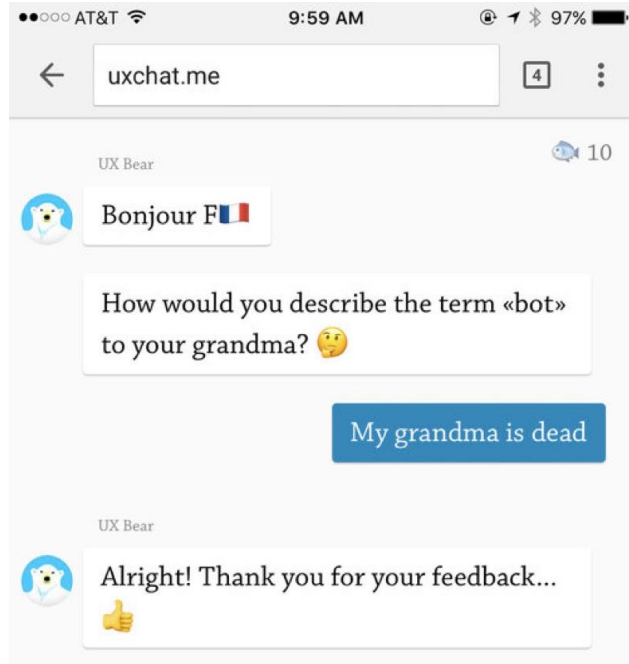 AT&T 9:59 AM 97%
uxchat.me 4
10
UX Bear
Bonjour F🇫🇷
How would you describe the term «bot»
to your grandma? 🤔
My grandma is dead
UX Bear
Alright! Thank you for your feedback...
👍